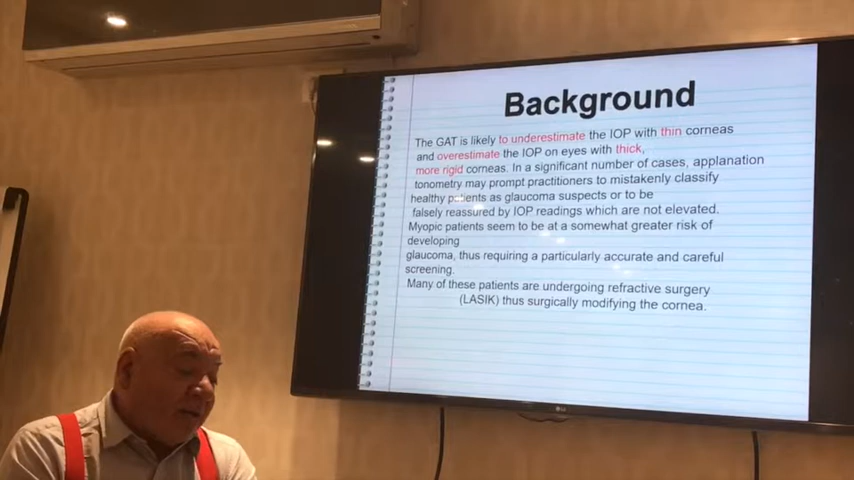 Background
The GAT is likely to underestimate the IOP with thin corneas
and overestimate the IOP on eyes with thick,
more rigid corneas. In a significant number of cases, applanation
tonometry may prompt practitioners to mistakenly classify
healthy patients as glaucoma suspects or to be
falsely reassured by IOP readings which are not elevated.
Myopic patients seem to be at a somewhat greater risk of
developing
glaucoma, thus requiring a particularly accurate and careful
screening.
Many of these patients are undergoing refractive surgery
(LASIK) thus surgically modifying the cornea.
LG